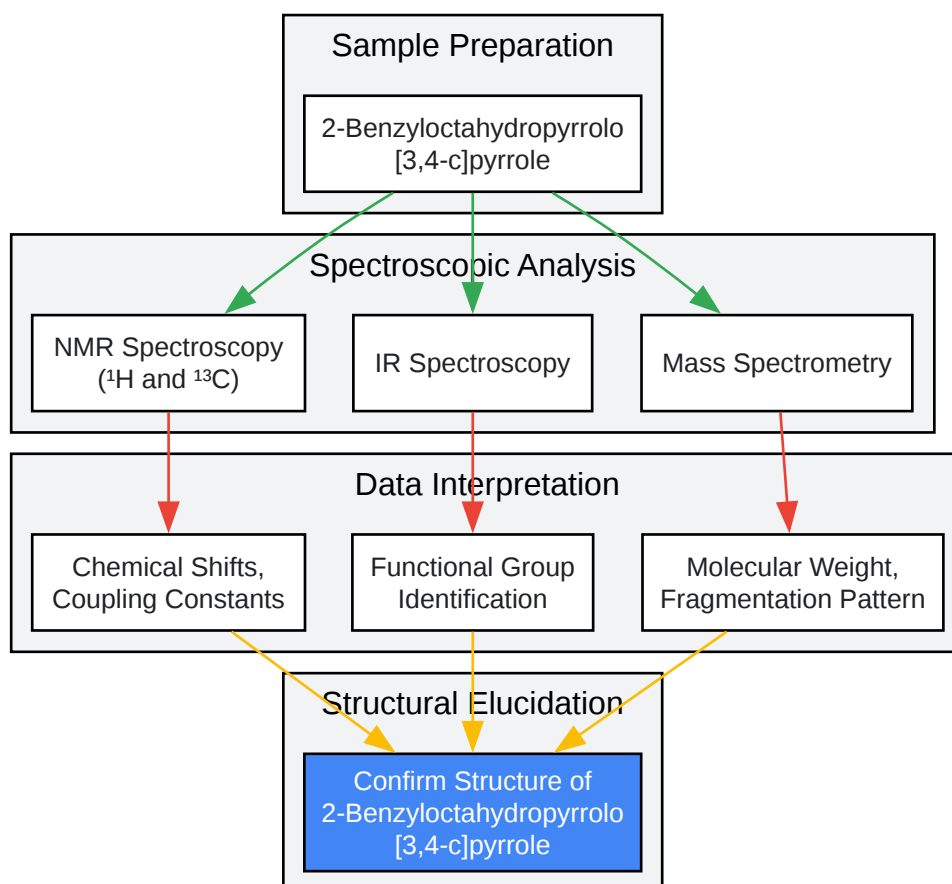 Sample Preparation
2-Benzyloctahydropyrrolo
[3,4-c]pyrrole
Spectroscopic Analysis
NMR Spectroscopy
(¹H and ¹³C)
IR Spectroscopy
Mass Spectrometry
Data Interpretation
Chemical Shifts,
Coupling Constants
Functional Group
Identification
Molecular Weight,
Fragmentation Pattern
Structural Elucidation
Confirm Structure of
2-Benzyloctahydropyrrolo
[3,4-c]pyrrole